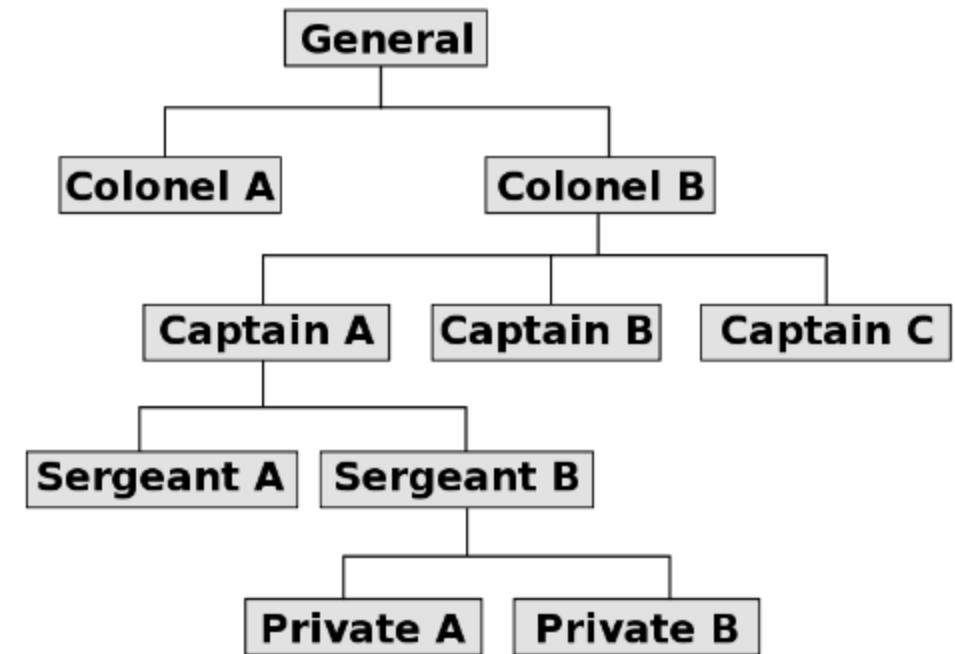 General
Colonel A
Colonel B
Captain A
Captain B
Captain C
Sergeant A
Sergeant B
Private A
Private B